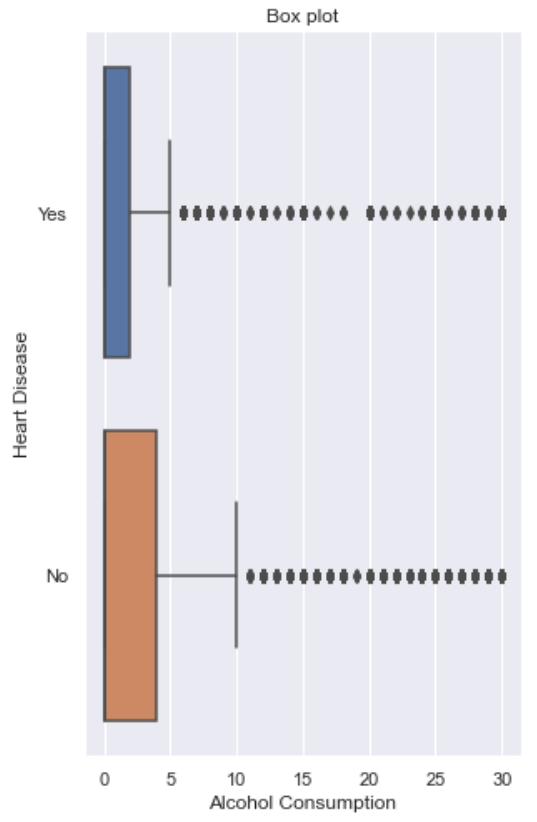 Box plot
Heart Disease
Yes
No
0 5 10 15 20 25 30
Alcohol Consumption